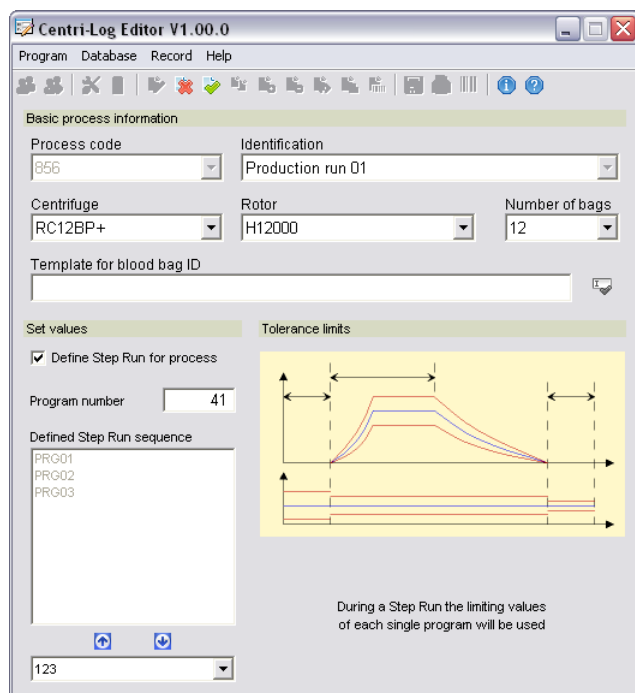 Centri-Log Editor V1.00.0
Program Database Record Help
Basic process information
Process code Identification
856 Production run 01
Centrifuge Rotor Number of bags
RC12BP+ H12000 12
Template for blood bag ID
Set values Tolerance limits
Define Step Run for process
Program number 41
Defined Step Run sequence
PRG01
PRG02
PRG03
During a Step Run the limiting values
of each single program will be used
123